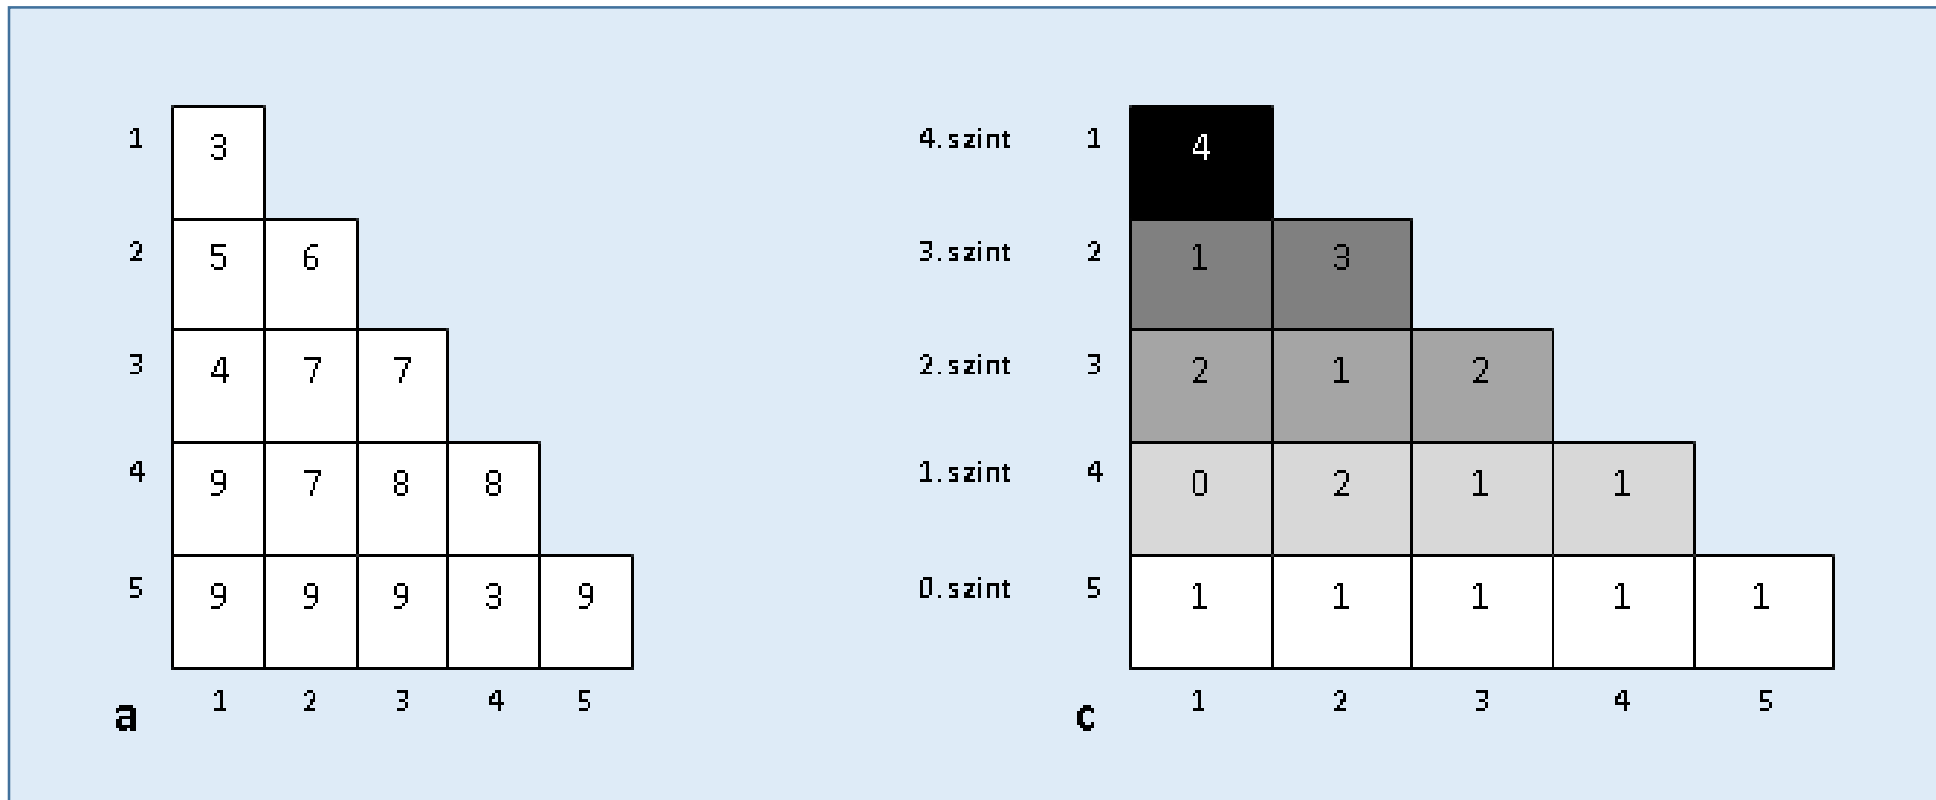 1 3 4.szint 1 4
2 5 6 3.szint 2 1 3
3 4 7 7 2.szint 3 2 1 2
4 9 7 8 8 1.szint 4 0 2 1 1
5 9 9 9 3 9 0.szint 5 1 1 1 1 1
1 2 3 4 5 1 2 3 4 5
a c